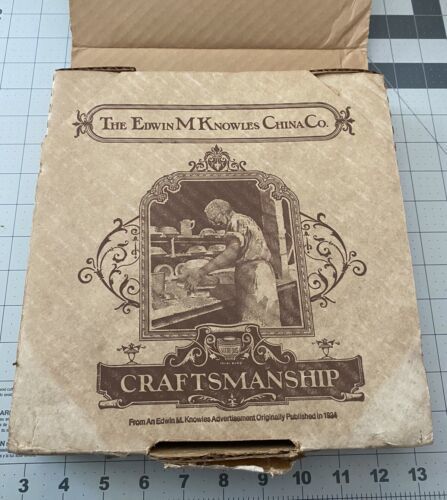 THE EDWIN M KNOWLES CHINA CO.
CRAFTSMANSHIP
From An Edwin M. Knowles Advertisement Originally Published in 1924
3 4 5 6 7 8 9 10 11 12 13